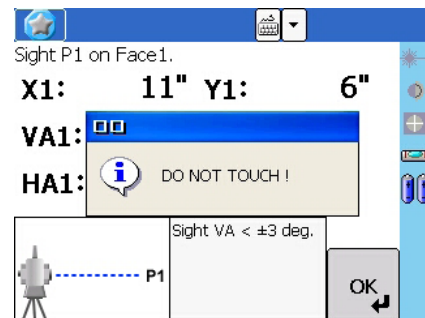 Sight P1 on Face1.
X1: 11" Y1: 6"
VA1:
DO NOT TOUCH !
HA1:
Sight VA < ±3 deg.
P1
OK